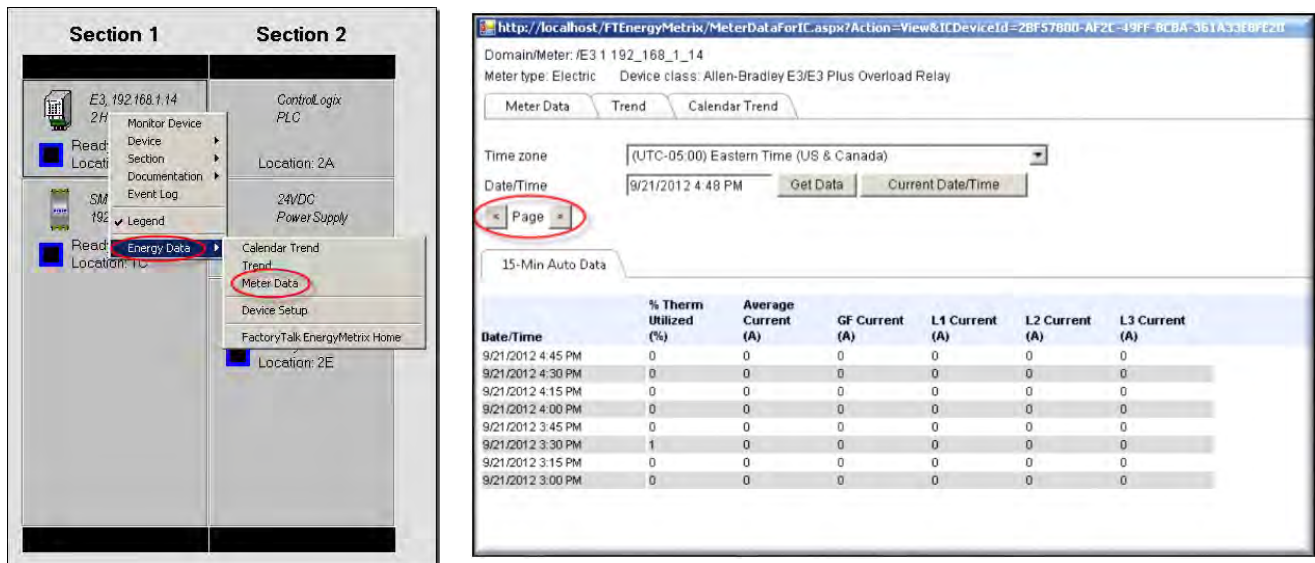 Section 1
Section 2
E3, 192.168.1.14
2H
Ready
Locati
SM
192
Ready
Location: 1C
ControlLogix
PLC
Location: 2A
24VDC
Power Supply
Location: 2E
Monitor Device
Device
Section
Documentation
Event Log
Legend
Energy Data
Calendar Trend
Trend
Meter Data
Device Setup
FactoryTalk EnergyMetrix Home
http://localhost/FTEnergyMetrix/MeterDataForIC.aspx?Action=View&ICDeviceId=
Domain/Meter: /E3 1 192_168_1_14
Meter type: Electric Device class: Allen-Bradley E3/E3 Plus Overload Relay
Meter Data Trend Calendar Trend
Time zone (UTC-05:00) Eastern Time (US & Canada)
Date/Time 9/21/2012 4:48 PM Get Data Current Date/Time
« Page »
15-Min Auto Data
Date/Time % Therm Utilized (%) Average Current (A) GF Current (A) L1 Current (A) L2 Current (A) L3 Current (A)
9/21/2012 4:45 PM 0 0 0 0 0 0
9/21/2012 4:30 PM 0 0 0 0 0 0
9/21/2012 4:15 PM 0 0 0 0 0 0
9/21/2012 4:00 PM 0 0 0 0 0 0
9/21/2012 3:45 PM 0 0 0 0 0 0
9/21/2012 3:30 PM 1 0 0 0 0 0
9/21/2012 3:15 PM 0 0 0 0 0 0
9/21/2012 3:00 PM 0 0 0 0 0 0